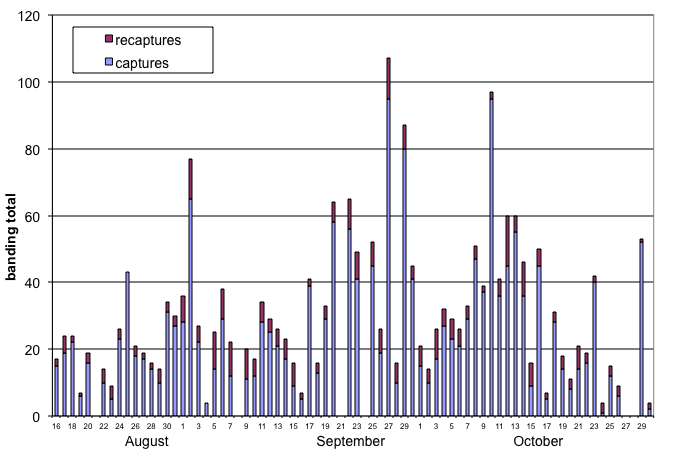 120
100
80
60
40
20
0
banding total
recaptures
captures
16 18 20 22 24 26 28 30 1 3 5 7 9 11 13 15 17 19 21 23 25 27 29 1 3 5 7 9 11 13 15 17 19 21 23 25 27 29
August September October